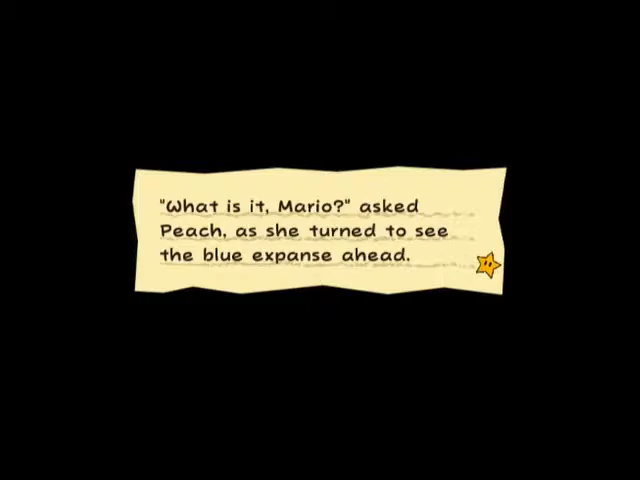 "What is it, Mario?" asked
Peach, as she turned to see
the blue expanse ahead.